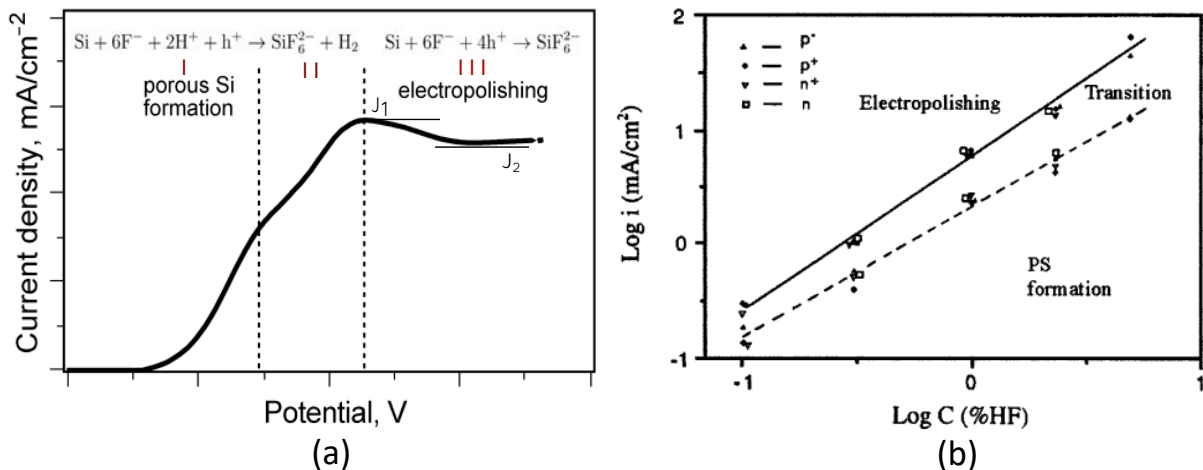 Si + 6F⁻ + 2H⁺ + h⁺ → SiF₆²⁻ + H₂
Si + 6F⁻ + 4h⁺ → SiF₆²⁻
I
II
III
porous Si
formation
electropolishing
J₁
J₂
Current density, mA/cm⁻²
Potential, V
(a)
2
1
0
-1
p⁻
p⁺
n⁺
n
Electropolishing
Transition
PS
formation
Log i (mA/cm²)
-1
0
1
Log C (%HF)
(b)